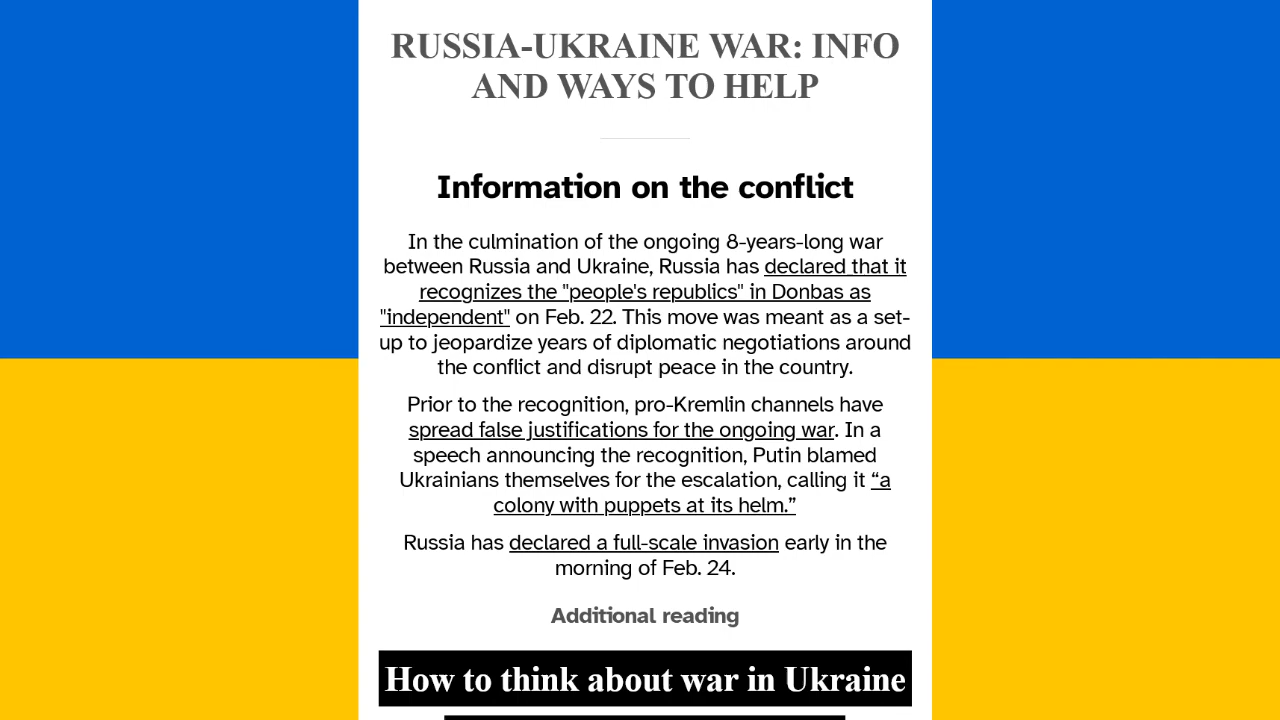 RUSSIA-UKRAINE WAR: INFO
AND WAYS TO HELP
Information on the conflict
In the culmination of the ongoing 8-years-long war
between Russia and Ukraine, Russia has declared that it
recognizes the "people's republics" in Donbas as
"independent" on Feb. 22. This move was meant as a set-
up to jeopardize years of diplomatic negotiations around
the conflict and disrupt peace in the country.
Prior to the recognition, pro-Kremlin channels have
spread false justifications for the ongoing war. In a
speech announcing the recognition, Putin blamed
Ukrainians themselves for the escalation, calling it “a
colony with puppets at its helm.”
Russia has declared a full-scale invasion early in the
morning of Feb. 24.
Additional reading
How to think about war in Ukraine